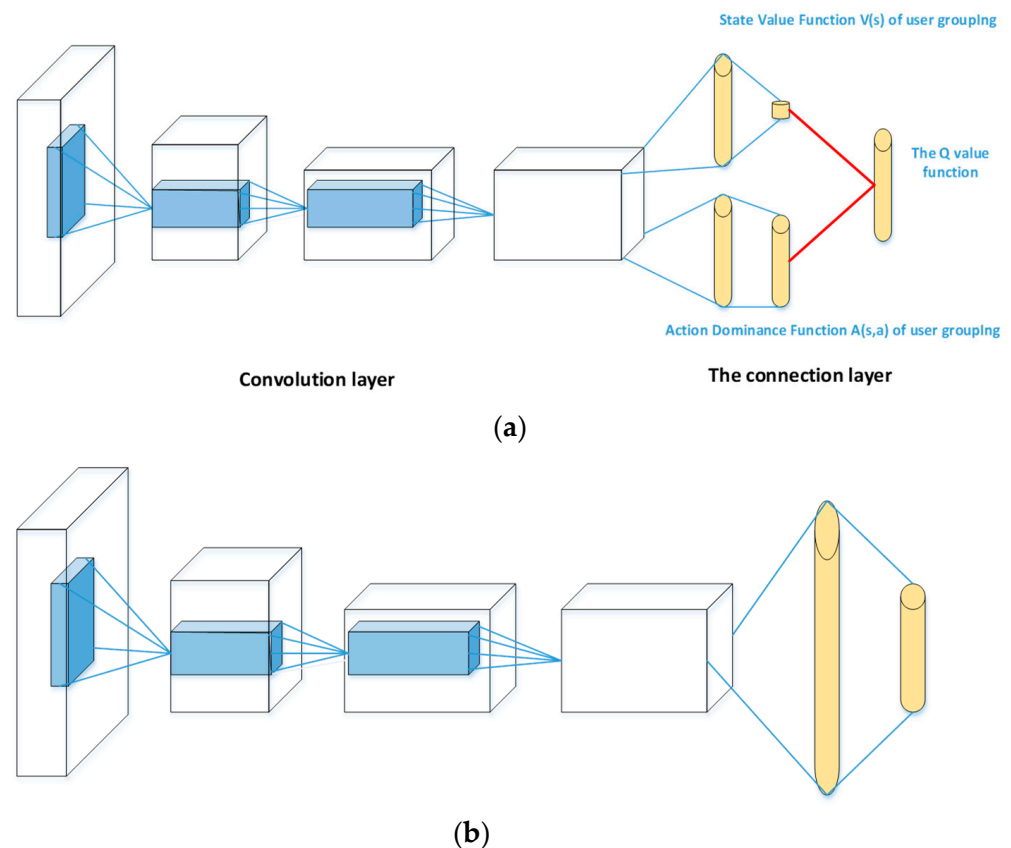 State Value Function V(s) of user grouping
The Q value
function
Action Dominance Function A(s,a) of user grouping
Convolution layer
The connection layer
(a)
(b)